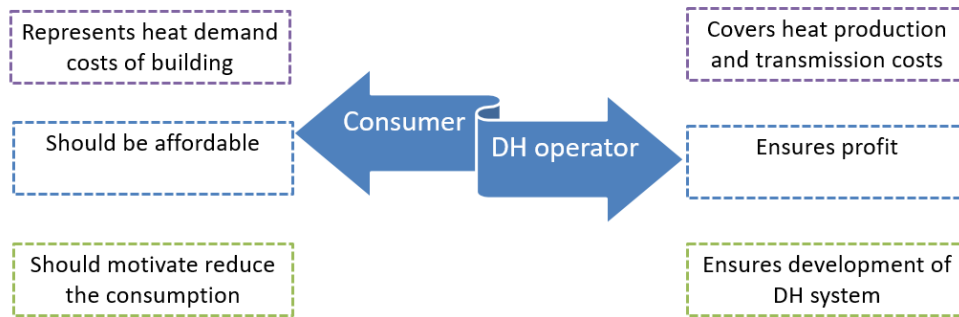 Represents heat demand
costs of building
Should be affordable
Should motivate reduce
the consumption
Consumer
DH operator
Covers heat production
and transmission costs
Ensures profit
Ensures development of
DH system